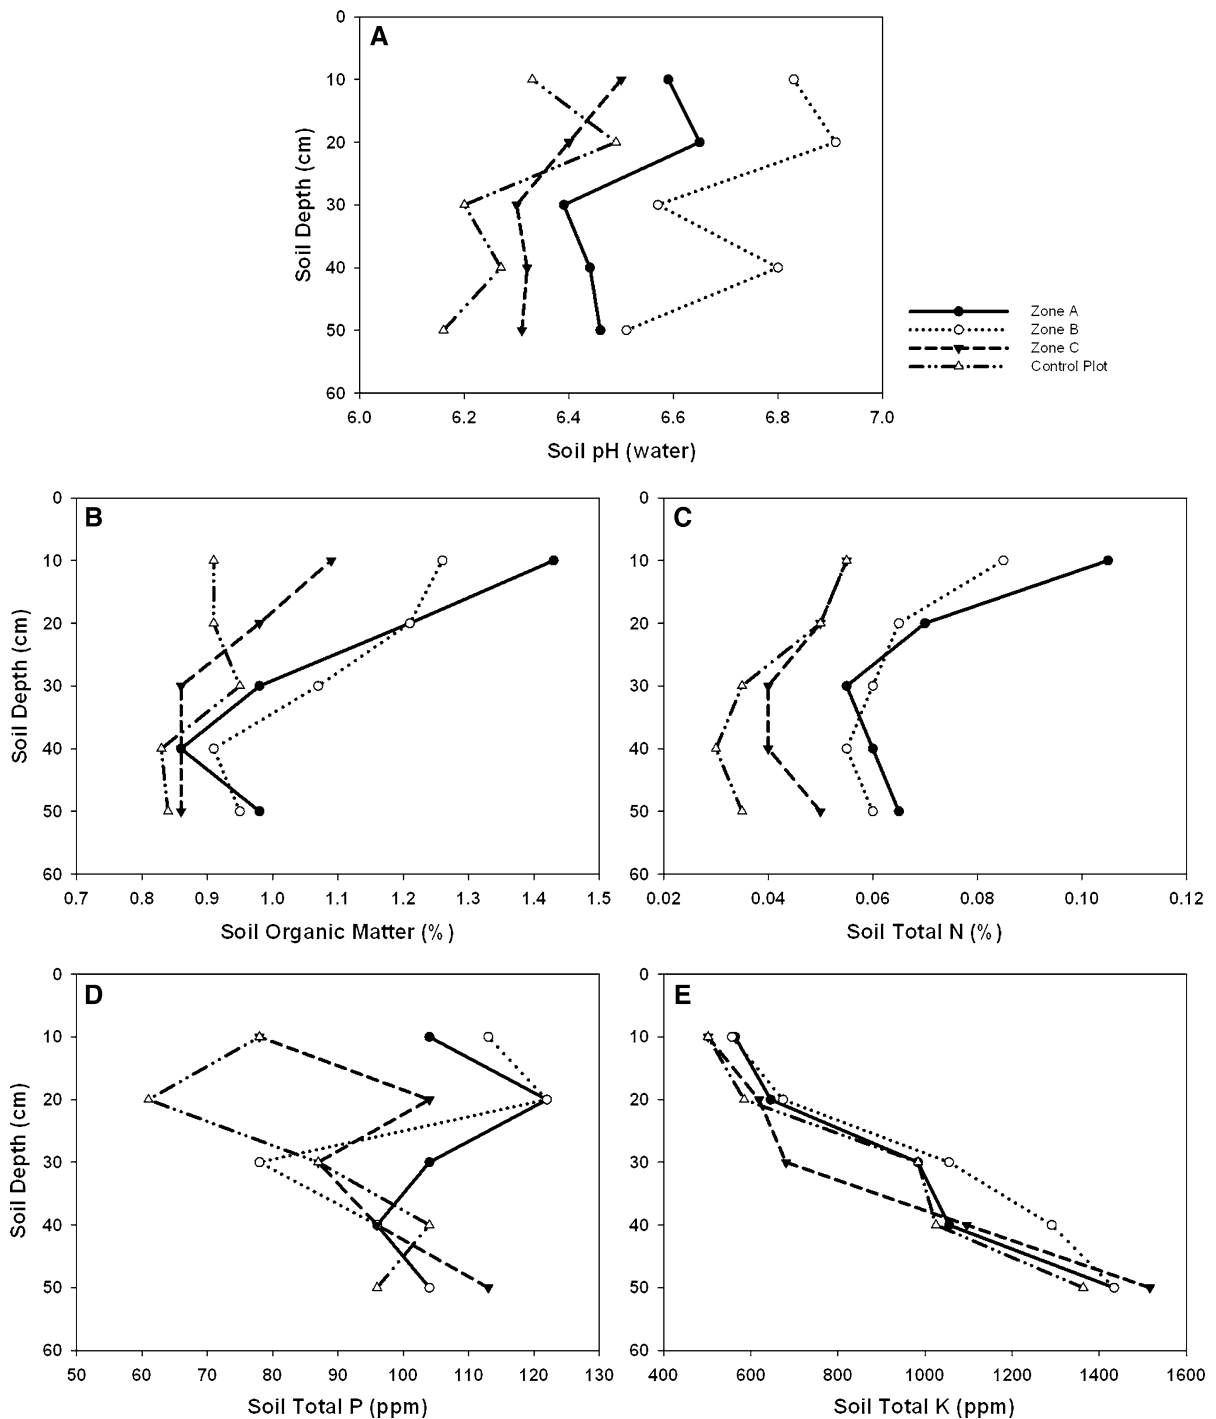 A
0
10
20
30
40
50
60
Soil Depth (cm)
6.0 6.2 6.4 6.6 6.8 7.0
Soil pH (water)
Zone A
Zone B
Zone C
Control Plot
B
0
10
20
30
40
50
60
Soil Depth (cm)
0.7 0.8 0.9 1.0 1.1 1.2 1.3 1.4 1.5
Soil Organic Matter (%)
C
0
10
20
30
40
50
60
0.02 0.04 0.06 0.08 0.10 0.12
Soil Total N (%)
D
0
10
20
30
40
50
60
Soil Depth (cm)
50 60 70 80 90 100 110 120 130
Soil Total P (ppm)
E
0
10
20
30
40
50
60
400 600 800 1000 1200 1400 1600
Soil Total K (ppm)